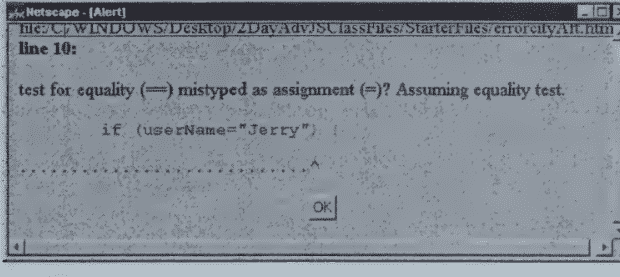 Netscape - [Alert]
file:/C|/WINDOWS/Desktop/2DayAdvJSClassFiles/StarterFiles/errorcityArt.htm
line 10:
test for equality (==) mistyped as assignment (=)? Assuming equality test.
if (userName="Jerry") {
..............................^
OK